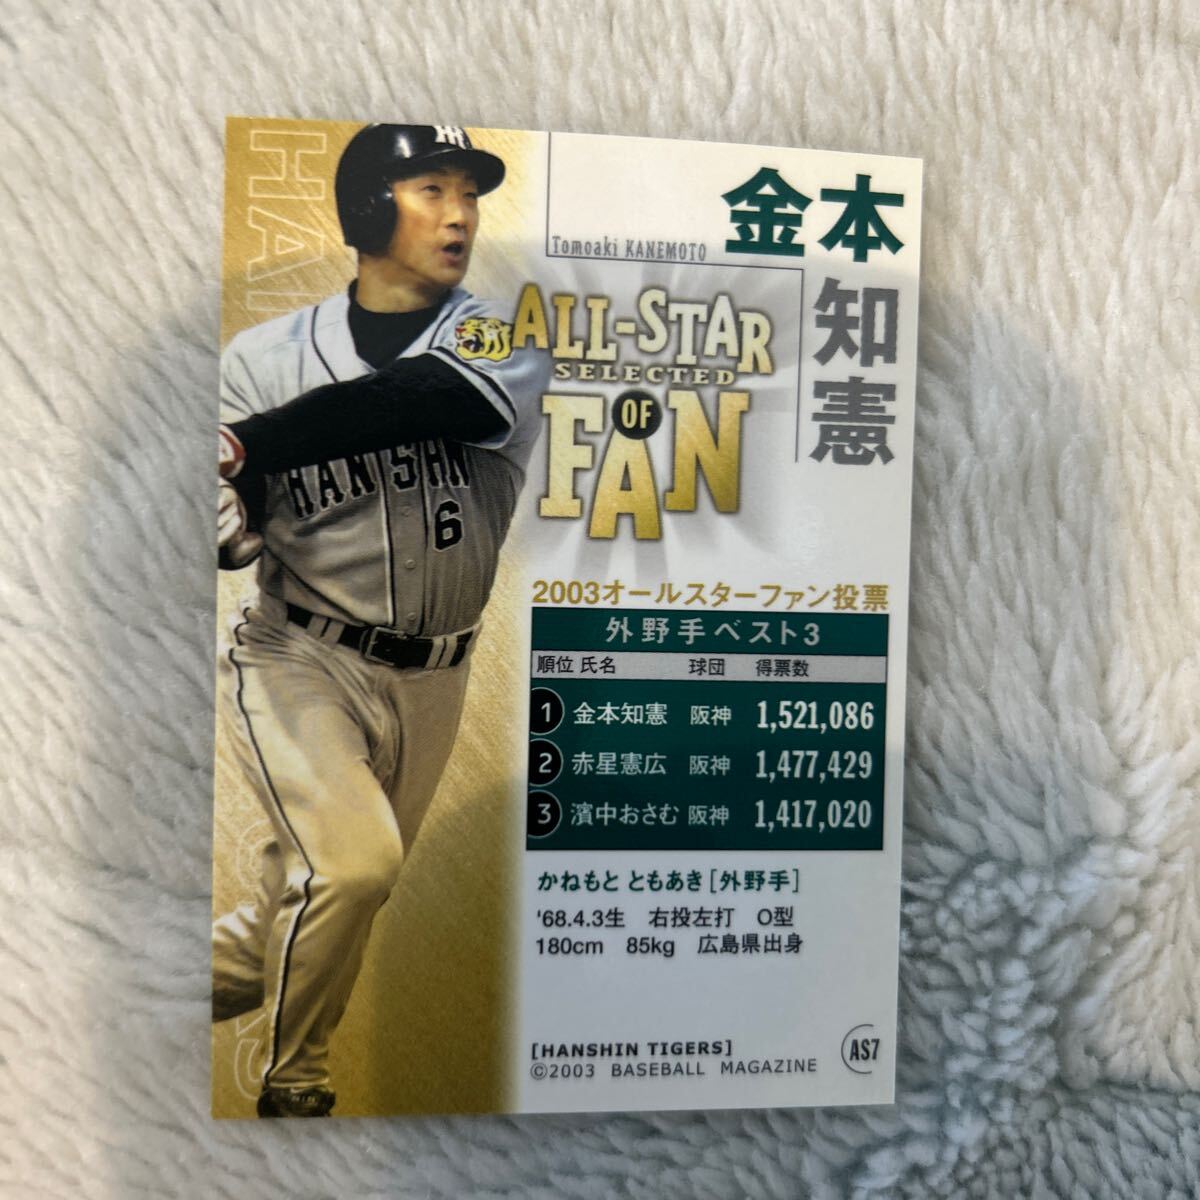 金本
知憲
Tomoaki KANEMOTO
ALL-STAR
SELECTED
OF
FAN
HANSHIN
6
2003オールスターファン投票
外野手ベスト3
順位 氏名 球団 得票数
1 金本知憲 阪神 1,521,086
2 赤星憲広 阪神 1,477,429
3 濱中おさむ 阪神 1,417,020
かねもと ともあき [外野手]
'68.4.3生 右投左打 O型
180cm 85kg 広島県出身
[HANSHIN TIGERS]
©2003 BASEBALL MAGAZINE
AS7